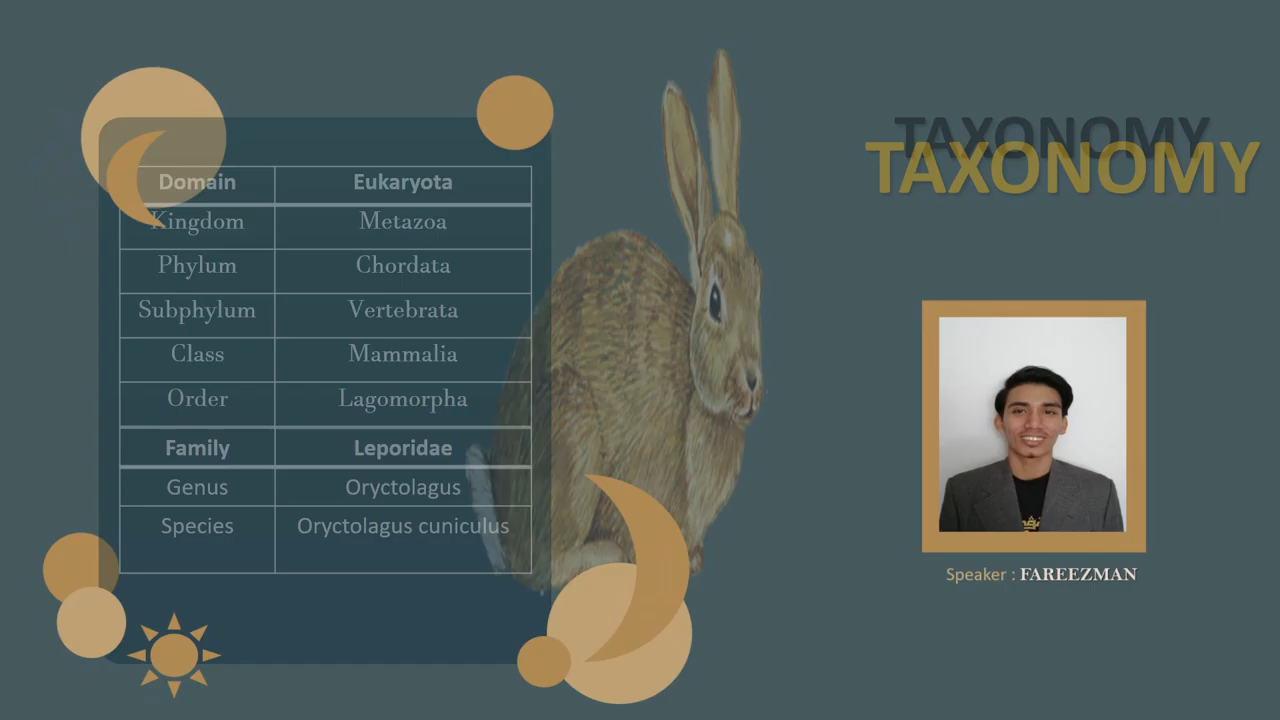 TAXONOMY
TAXONOMY
Domain Eukaryota
Kingdom Metazoa
Phylum Chordata
Subphylum Vertebrata
Class Mammalia
Order Lagomorpha
Family Leporidae
Genus Oryctolagus
Species Oryctolagus cuniculus
Speaker : FAREEZMAN